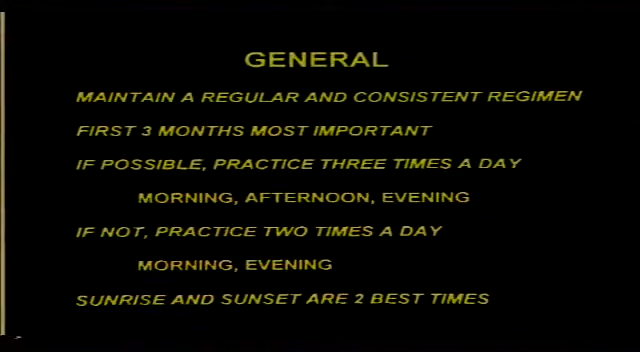 GENERAL
MAINTAIN A REGULAR AND CONSISTENT REGIMEN
FIRST 3 MONTHS MOST IMPORTANT
IF POSSIBLE, PRACTICE THREE TIMES A DAY
MORNING, AFTERNOON, EVENING
IF NOT, PRACTICE TWO TIMES A DAY
MORNING, EVENING
SUNRISE AND SUNSET ARE 2 BEST TIMES